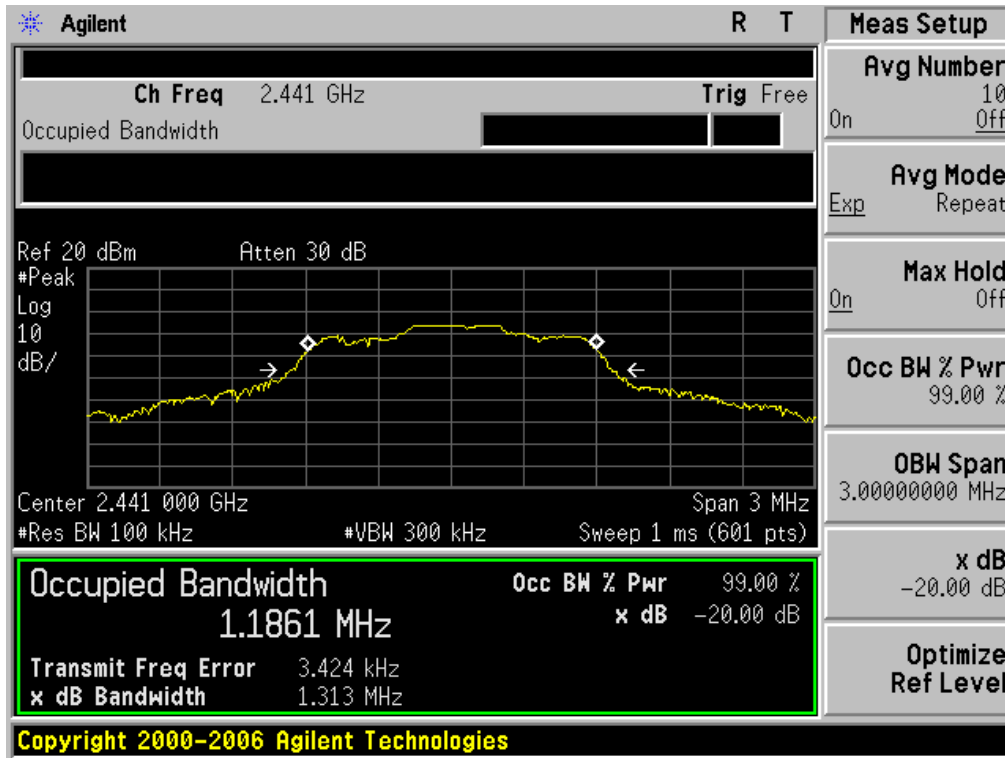 Agilent R T
Ch Freq 2.441 GHz Trig Free
Occupied Bandwidth
Ref 20 dBm Atten 30 dB
#Peak
Log
10
dB/
Center 2.441 000 GHz Span 3 MHz
#Res BW 100 kHz #VBW 300 kHz Sweep 1 ms (601 pts)
Occupied Bandwidth
1.1861 MHz
Occ BW % Pwr 99.00 %
x dB -20.00 dB
Transmit Freq Error 3.424 kHz
x dB Bandwidth 1.313 MHz
Copyright 2000-2006 Agilent Technologies
Meas Setup
Avg Number
10
On Off
Avg Mode
Exp Repeat
Max Hold
On Off
Occ BW % Pwr
99.00 %
OBW Span
3.00000000 MHz
x dB
-20.00 dB
Optimize
Ref Level